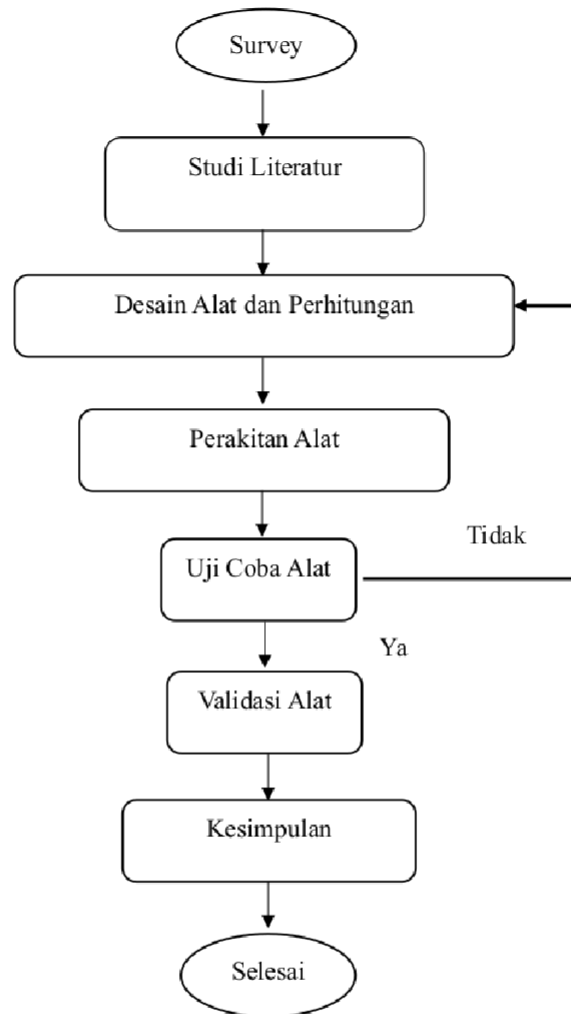 Survey
Studi Literatur
Desain Alat dan Perhitungan
Perakitan Alat
Tidak
Uji Coba Alat
Ya
Validasi Alat
Kesimpulan
Selesai